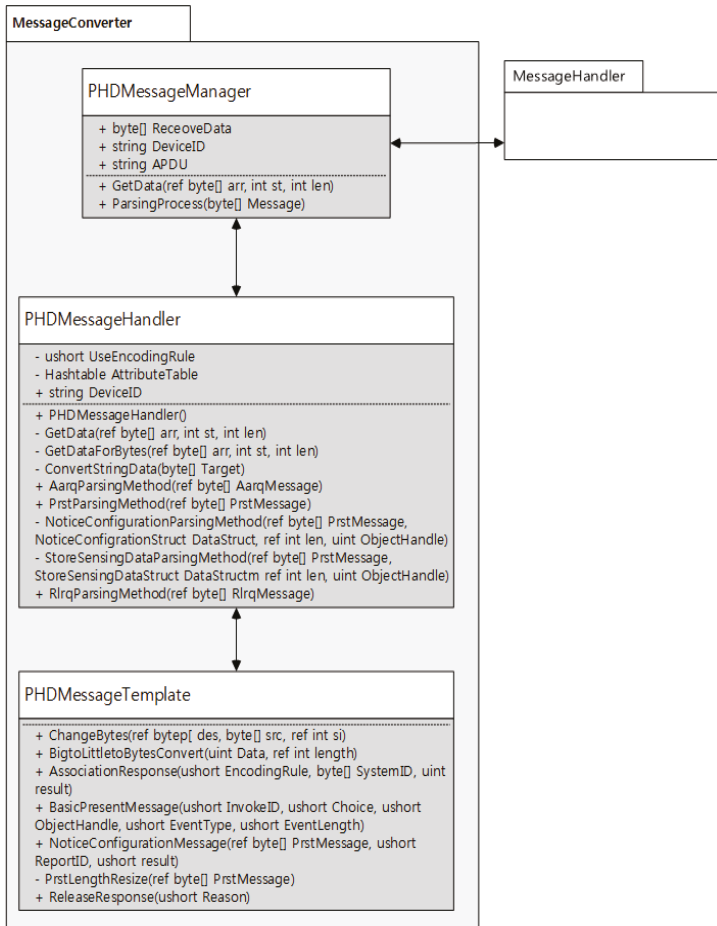 MessageConverter
MessageHandler
PHDMessageManager
+ byte[] ReceoveData
+ string DeviceID
+ string APDU
+ GetData(ref byte[] arr, int st, int len)
+ ParsingProcess(byte[] Message)
PHDMessageHandler
- ushort UseEncodingRule
- Hashtable AttributeTable
+ string DeviceID
+ PHDMessageHandler()
- GetData(ref byte[] arr, int st, int len)
- GetDataForBytes(ref byte[] arr, int st, int len)
- ConvertStringData(byte[] Target)
+ AarqParsingMethod(ref byte[] AarqMessage)
+ PrstParsingMethod(ref byte[] PrstMessage)
- NoticeConfigurationParsingMethod(ref byte[] PrstMessage,
NoticeConfigrationStruct DataStruct, ref int len, uint ObjectHandle)
- StoreSensingDataParsingMethod(ref byte[] PrstMessage,
StoreSensingDataStruct DataStructm ref int len, uint ObjectHandle)
+ RlrqParsingMethod(ref byte[] RlrqMessage)
PHDMessageTemplate
+ ChangeBytes(ref bytep[ des, byte[] src, ref int si)
+ BigtoLittletoBytesConvert(uint Data, ref int length)
+ AssociationResponse(ushort EncodingRule, byte[] SystemID, uint
result)
+ BasicPresentMessage(ushort InvokeID, ushort Choice, ushort
ObjectHandle, ushort EventType, ushort EventLength)
+ NoticeConfigurationMessage(ref byte[] PrstMessage, ushort
ReportID, ushort result)
- PrstLengthResize(ref byte[] PrstMessage)
+ ReleaseResponse(ushort Reason)